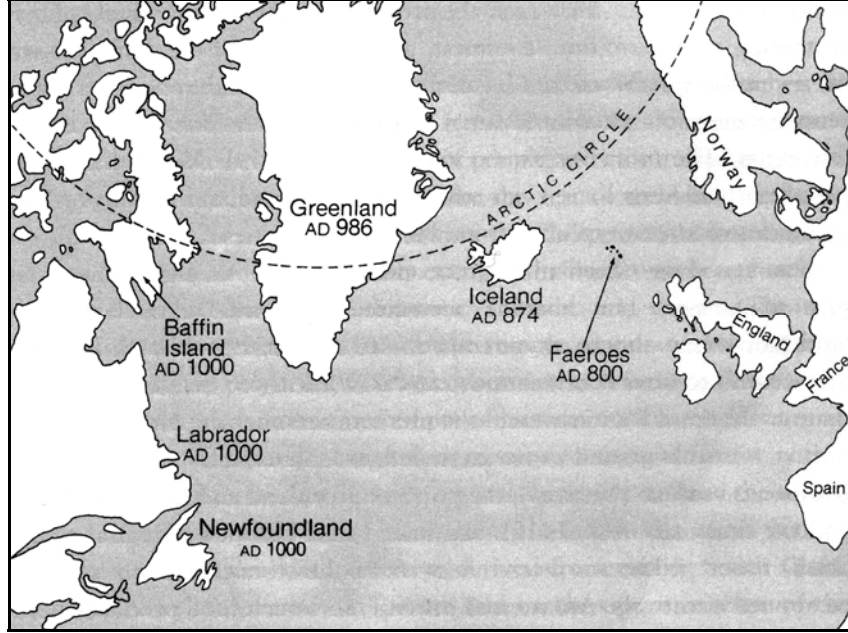 Greenland
AD 986
ARCTIC CIRCLE
Norway
Iceland
AD 874
Faeroes
AD 800
England
France
Spain
Baffin
Island
AD 1000
Labrador
AD 1000
Newfoundland
AD 1000